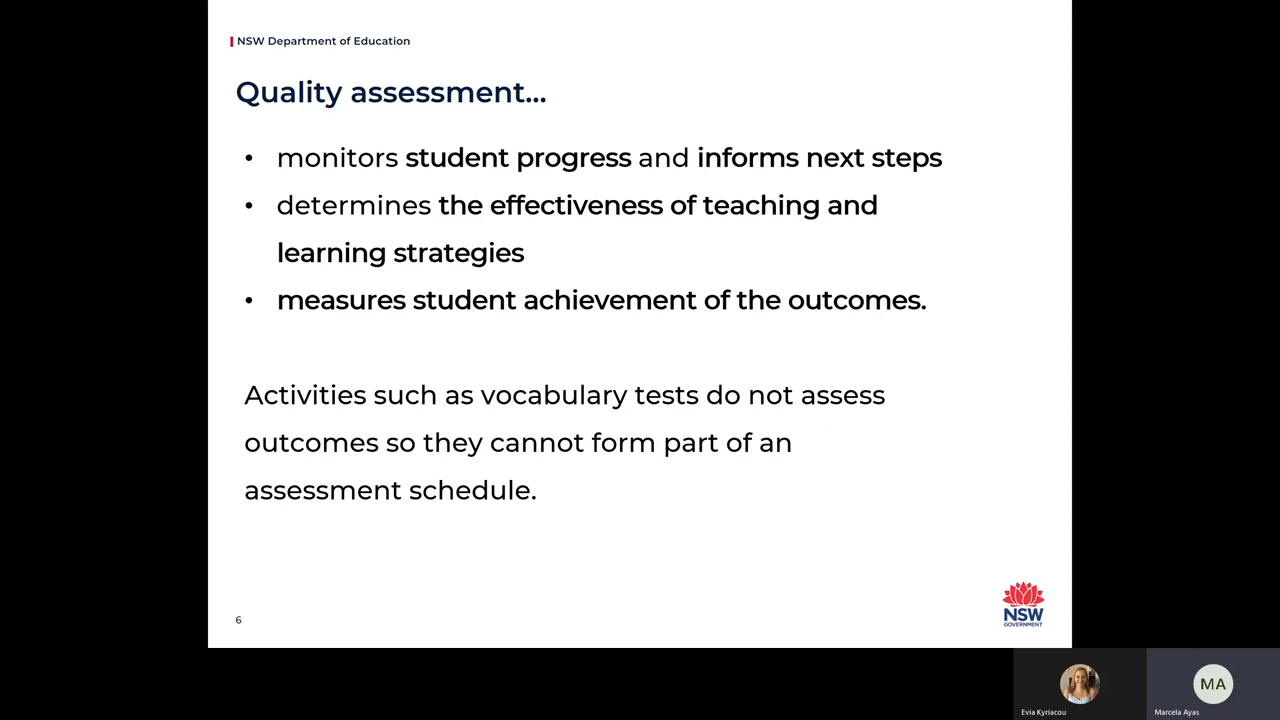 NSW Department of Education
Quality assessment...
• monitors student progress and informs next steps
• determines the effectiveness of teaching and
learning strategies
• measures student achievement of the outcomes.
Activities such as vocabulary tests do not assess
outcomes so they cannot form part of an
assessment schedule.
6
NSW
GOVERNMENT
MA
Evia Kyriacou
Marcela Ayas